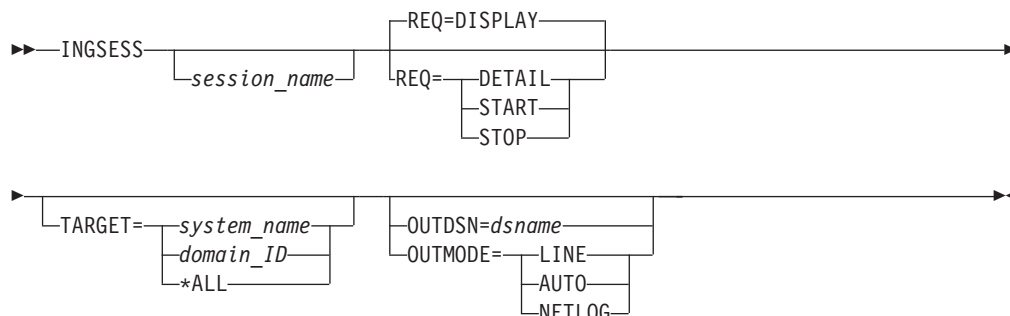 REQ=DISPLAY
INGSESS
session_name
REQ=
DETAIL
START
STOP
TARGET=
system_name
domain_ID
*ALL
OUTDSN=dsname
OUTMODE=
LINE
AUTO
NETLOG